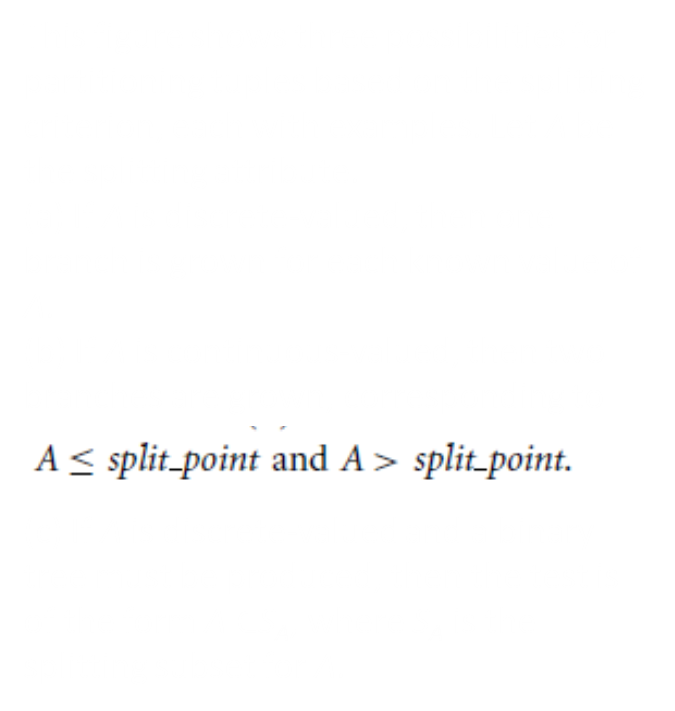 A ≤ split_point and A > split_point.